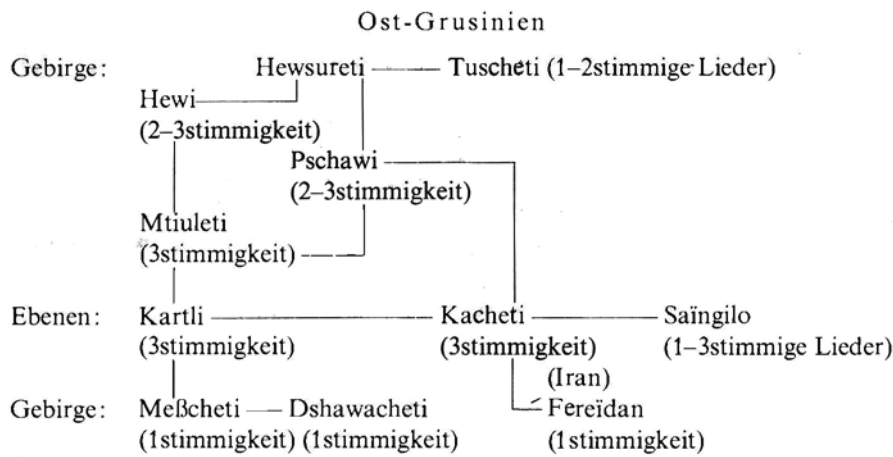 Ost-Grusinien
Gebirge: Hewsureti Tuscheti (1–2stimmige Lieder)
Hewi
(2–3stimmigkeit)
Pschawi
(2–3stimmigkeit)
Mtiuleti
(3stimmigkeit)
Ebenen: Kartli Kacheti Saïngilo
(3stimmigkeit) (3stimmigkeit) (1–3stimmige Lieder)
(Iran)
Gebirge: Meßcheti Dshawacheti Fereïdan
(1stimmigkeit) (1stimmigkeit) (1stimmigkeit)